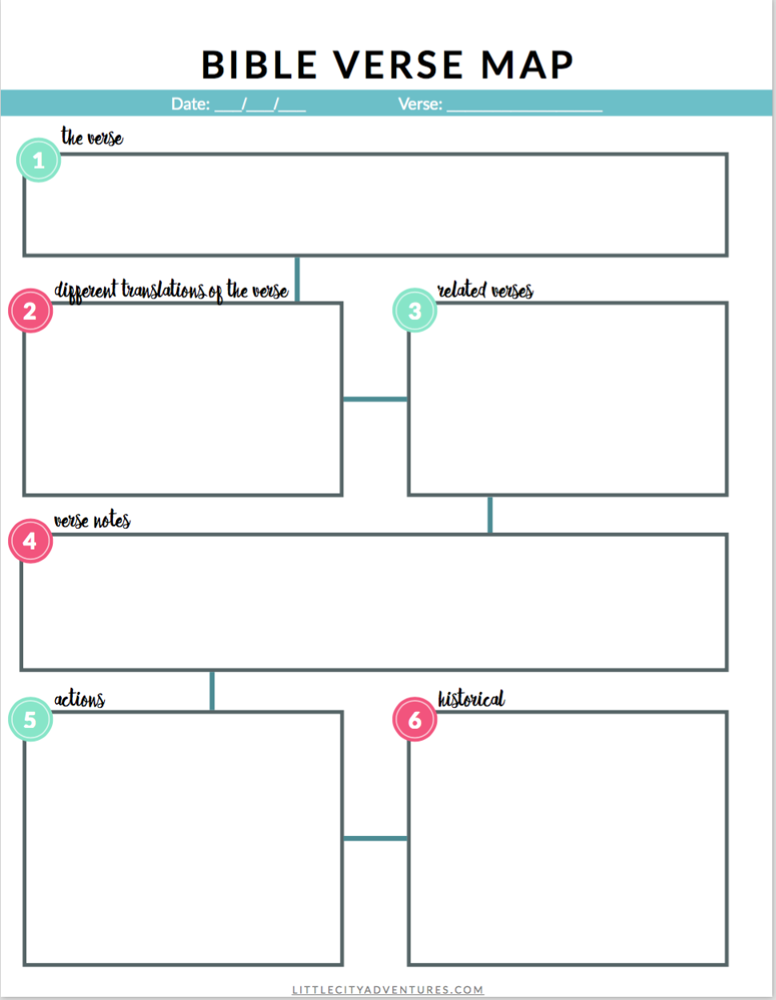 BIBLE VERSE MAP
Date: ___/___/___ Verse: _________________
the verse
1
different translations of the verse
2
related verses
3
verse notes
4
actions
5
historical
6
LITTLECITYADVENTURES.COM